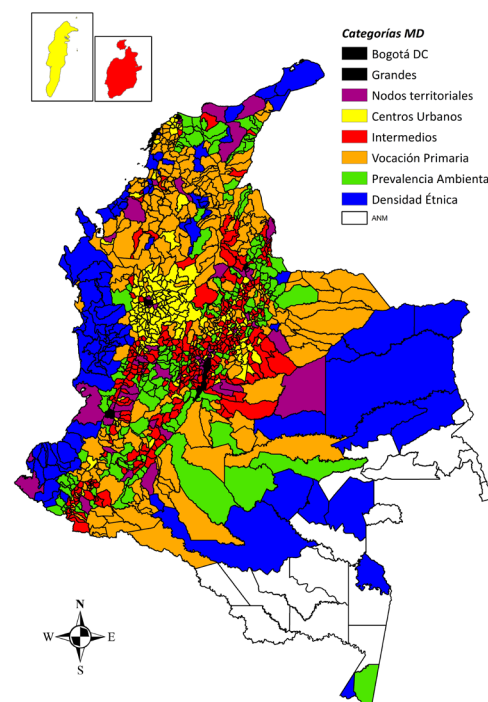 Categorías MD
Bogotá DC
Grandes
Nodos territoriales
Centros Urbanos
Intermedios
Vocación Primaria
Prevalencia Ambienta
Densidad Étnica
ANM
N
W
E
S